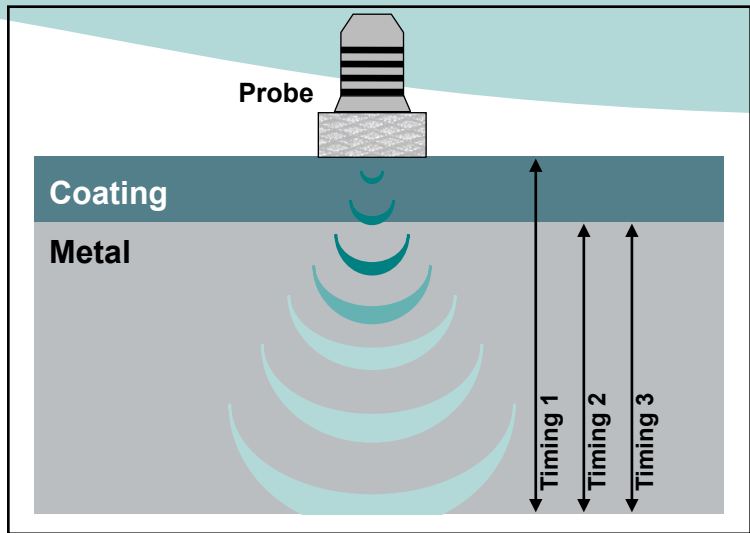 Probe
Coating
Metal
Timing 1
Timing 2
Timing 3